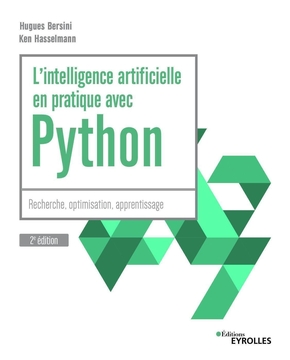 Hugues Bersini
Ken Hasselmann
L'intelligence artificielle
en pratique avec
Python
Recherche, optimisation, apprentissage
2e édition
Éditions
EYROLLES